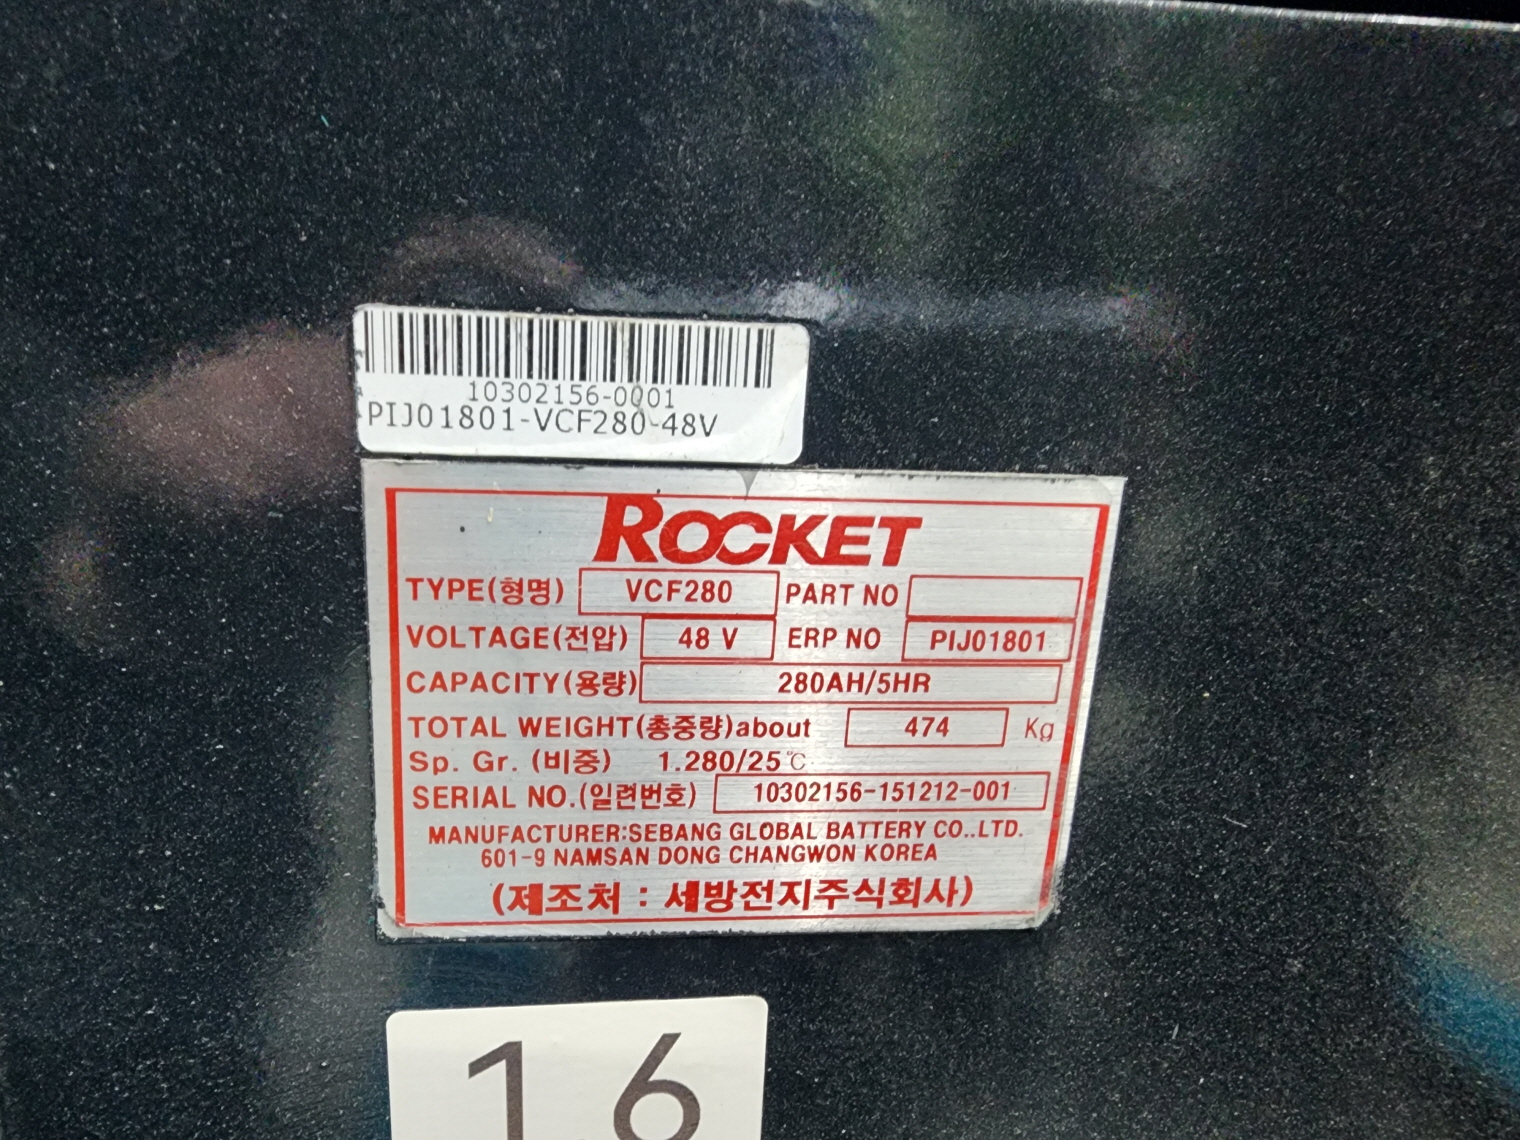 10302156-0001
PIJ01801-VCF280-48V
ROCKET
TYPE(형명) VCF280 PART NO
VOLTAGE(전압) 48 V ERP NO PIJ01801
CAPACITY(용량) 280AH/5HR
TOTAL WEIGHT(총중량)about 474 Kg
Sp. Gr. (비중) 1.280/25℃
SERIAL NO.(일련번호) 10302156-151212-001
MANUFACTURER:SEBANG GLOBAL BATTERY CO..LTD.
601-9 NAMSAN DONG CHANGWON KOREA
(제조처 : 세방전지주식회사)
16